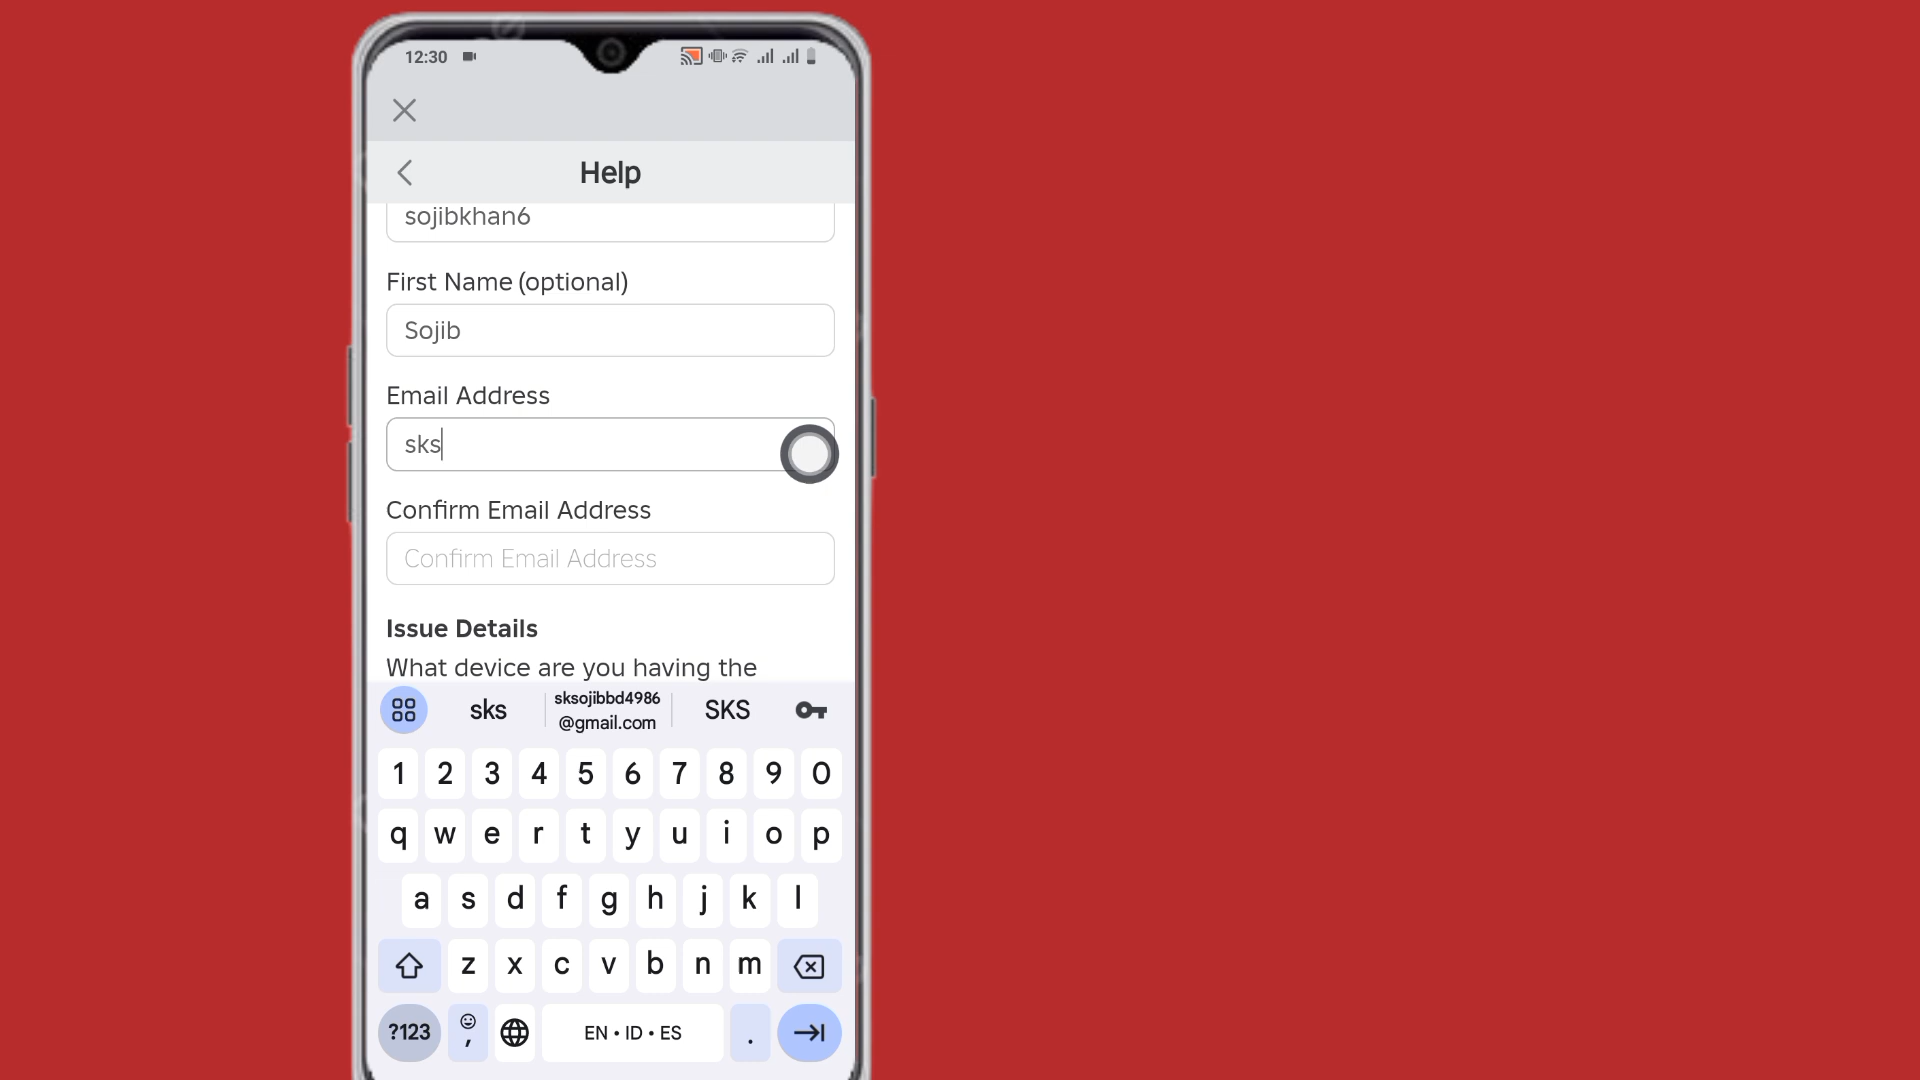 12:30
Help
sojibkhan6
First Name (optional)
Sojib
Email Address
sks
Confirm Email Address
Confirm Email Address
Issue Details
What device are you having the
sks
sksojibbd4986
@gmail.com
SKS
1 2 3 4 5 6 7 8 9 0
q w e r t y u i o p
a s d f g h j k l
z x c v b n m
?123 , EN • ID • ES .